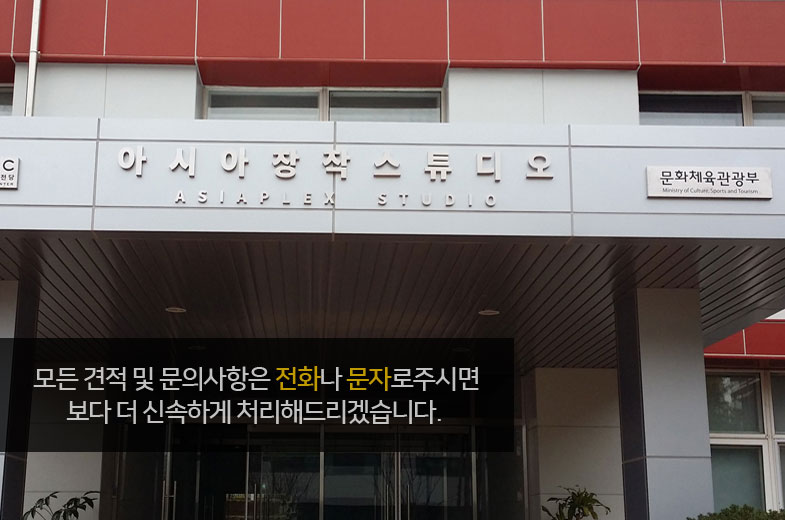 아시아창작스튜디오
ASIAPLEX STUDIO
C
전당
NTER
문화체육관광부
Ministry of Culture, Sports and Tourism
모든 견적 및 문의사항은 전화나 문자로주시면
보다 더 신속하게 처리해드리겠습니다.